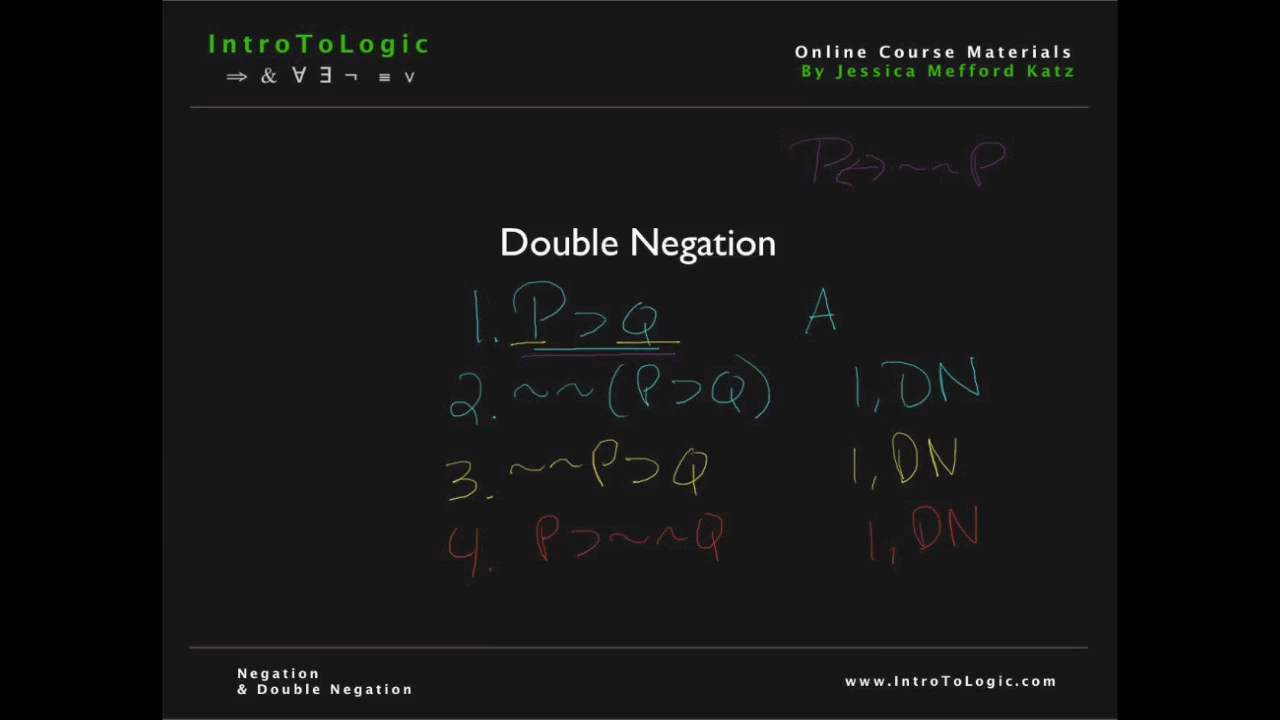 IntroToLogic
⇒ & ∀ ∃ ¬ ≡ v
Online Course Materials
By Jessica Mefford Katz
P↔~~P
Double Negation
1. P⊃Q A
2. ~~(P⊃Q) 1, DN
3. ~~P⊃Q 1, DN
4. P⊃~~Q 1, DN
Negation
& Double Negation
www.IntroToLogic.com